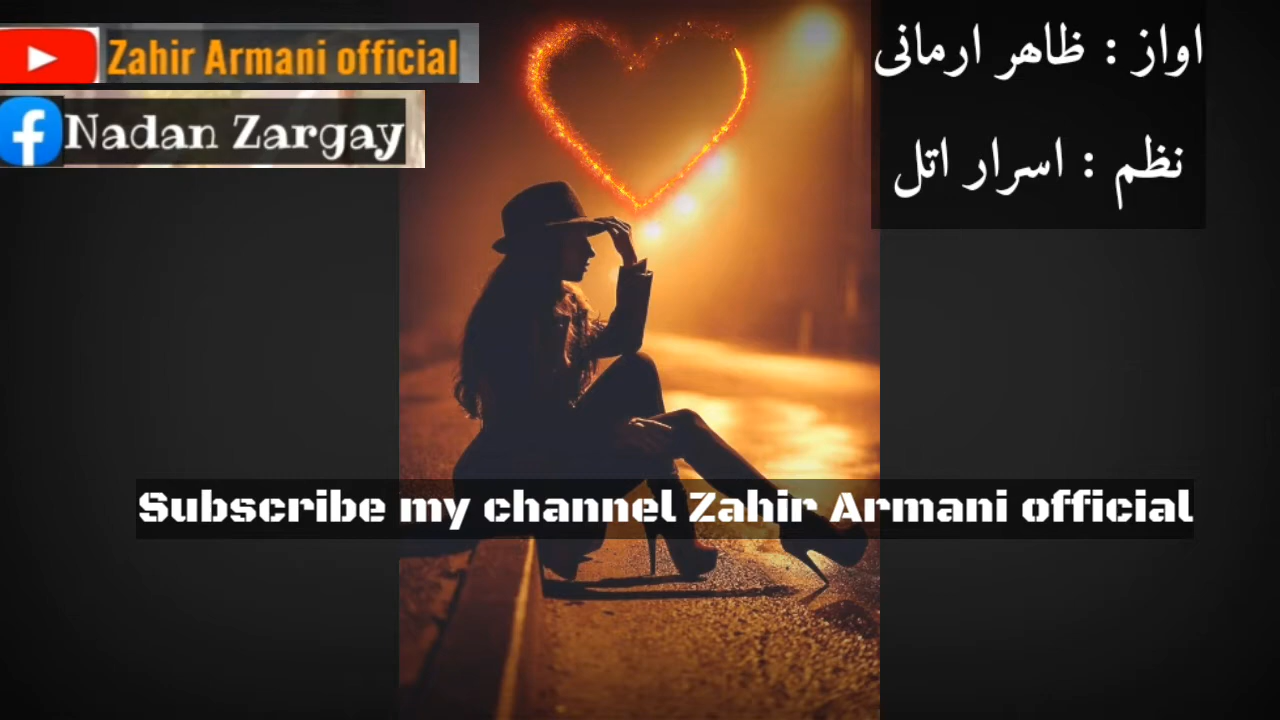 Zahir Armani official
Nadan Zargay
اواز : ظاهر ارمانی
نظم : اسرار اتل
Subscribe my channel Zahir Armani official